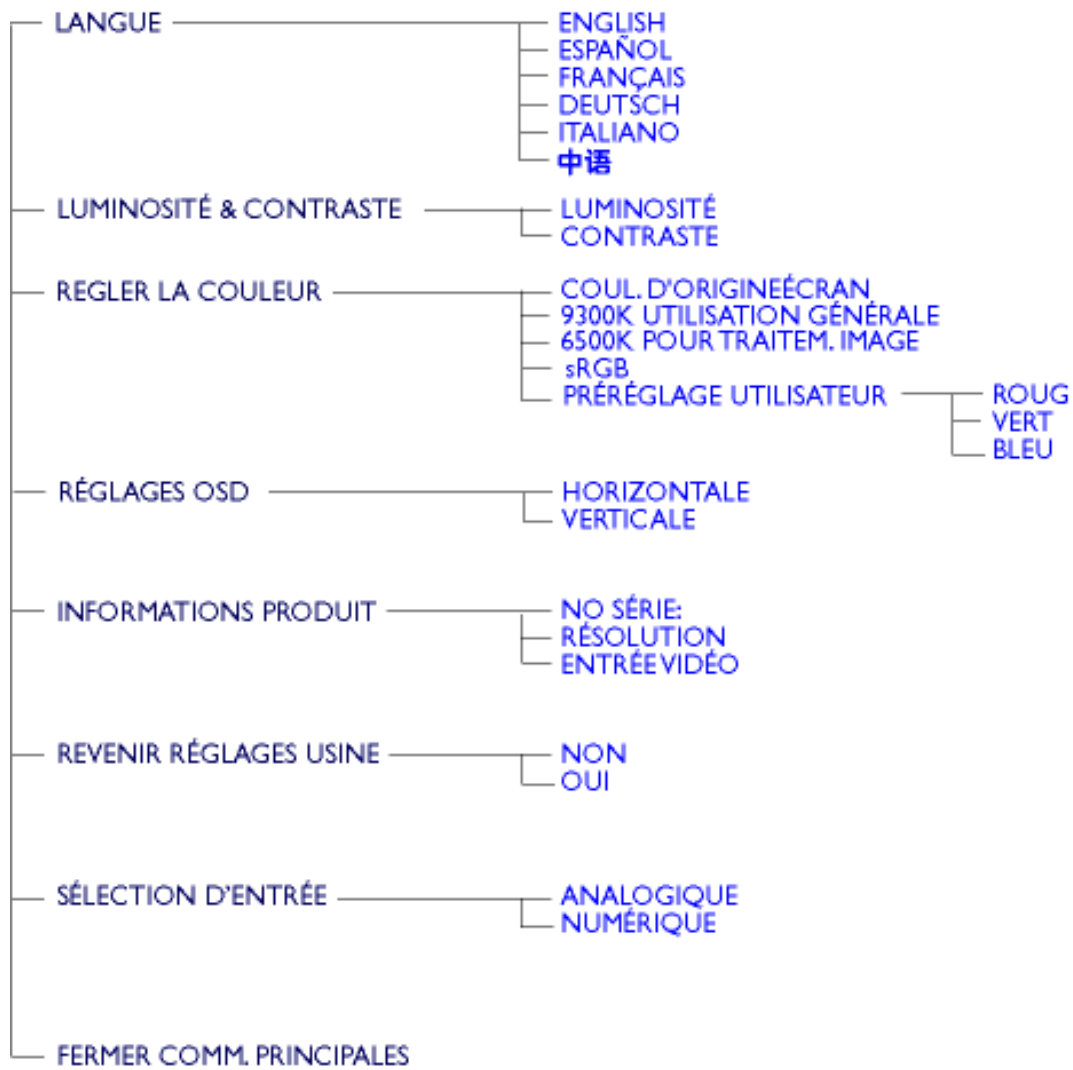 LANGUE
ENGLISH
ESPAÑOL
FRANÇAIS
DEUTSCH
ITALIANO
中语
LUMINOSITÉ & CONTRASTE
LUMINOSITÉ
CONTRASTE
REGLER LA COULEUR
COUL. D'ORIGINEÉCRAN
9300K UTILISATION GÉNÉRALE
6500K POUR TRAITEM. IMAGE
sRGB
PRÉRÉGLAGE UTILISATEUR
ROUG
VERT
BLEU
RÉGLAGES OSD
HORIZONTALE
VERTICALE
INFORMATIONS PRODUIT
NO SÉRIE:
RÉSOLUTION
ENTRÉE VIDÉO
REVENIR RÉGLAGES USINE
NON
OUI
SÉLECTION D'ENTRÉE
ANALOGIQUE
NUMÉRIQUE
FERMER COMM. PRINCIPALES